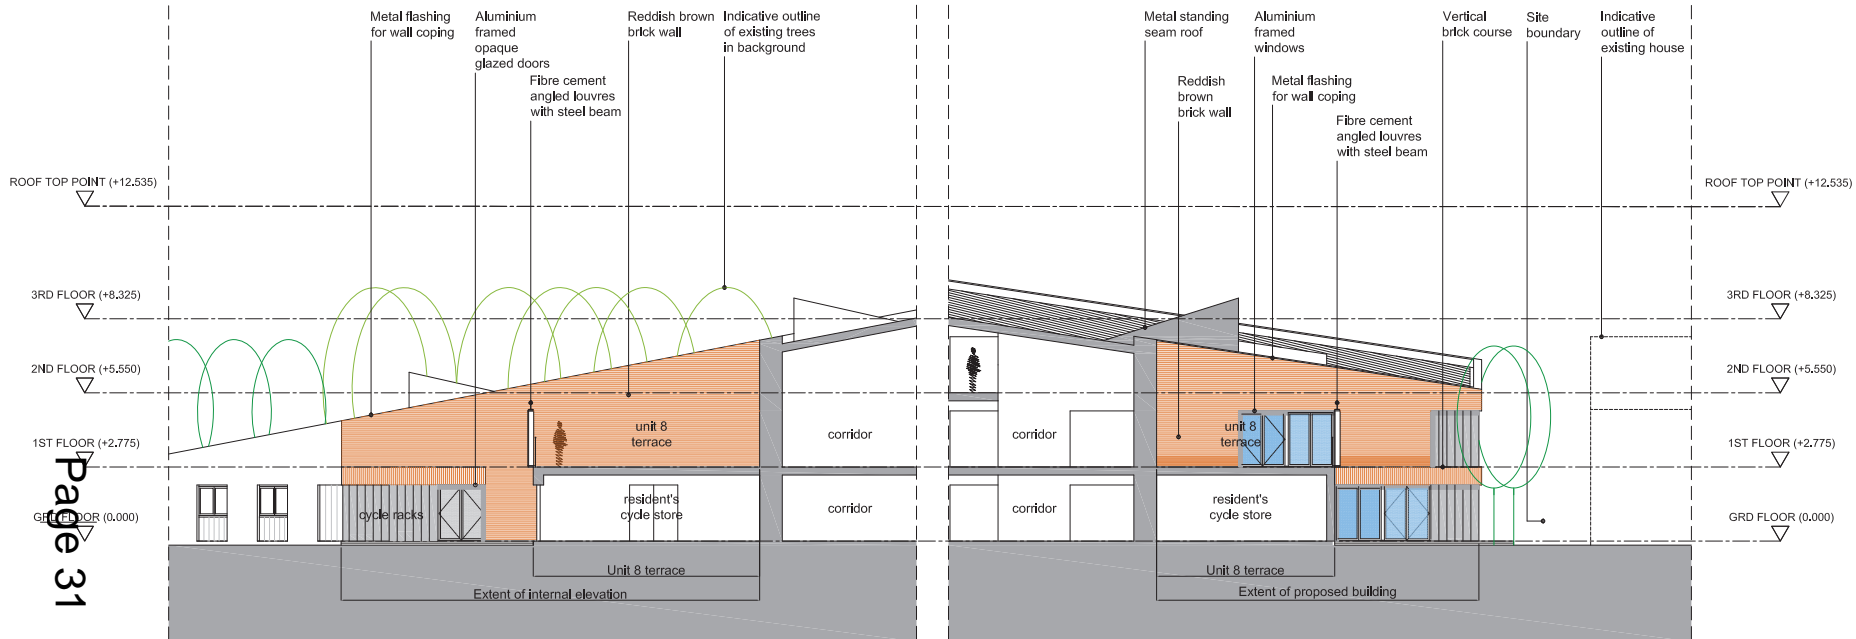 Metal flashing
for wall coping
Aluminium
framed
opaque
glazed doors
Fibre cement
angled louvres
with steel beam
Reddish brown
brick wall
Indicative outline
of existing trees
in background
Metal standing
seam roof
Reddish
brown
brick wall
Aluminium
framed
windows
Metal flashing
for wall coping
Fibre cement
angled louvres
with steel beam
Vertical
brick course
Site
boundary
Indicative
outline of
existing house
ROOF TOP POINT (+12.535)
3RD FLOOR (+8.325)
2ND FLOOR (+5.550)
1ST FLOOR (+2.775)
GRD FLOOR (0.000)
Page 31
unit 8
terrace
corridor
cycle racks
resident's
cycle store
corridor
Unit 8 terrace
Extent of internal elevation
corridor
unit 8
terrace
corridor
resident's
cycle store
Unit 8 terrace
Extent of proposed building
ROOF TOP POINT (+12.535)
3RD FLOOR (+8.325)
2ND FLOOR (+5.550)
1ST FLOOR (+2.775)
GRD FLOOR (0.000)